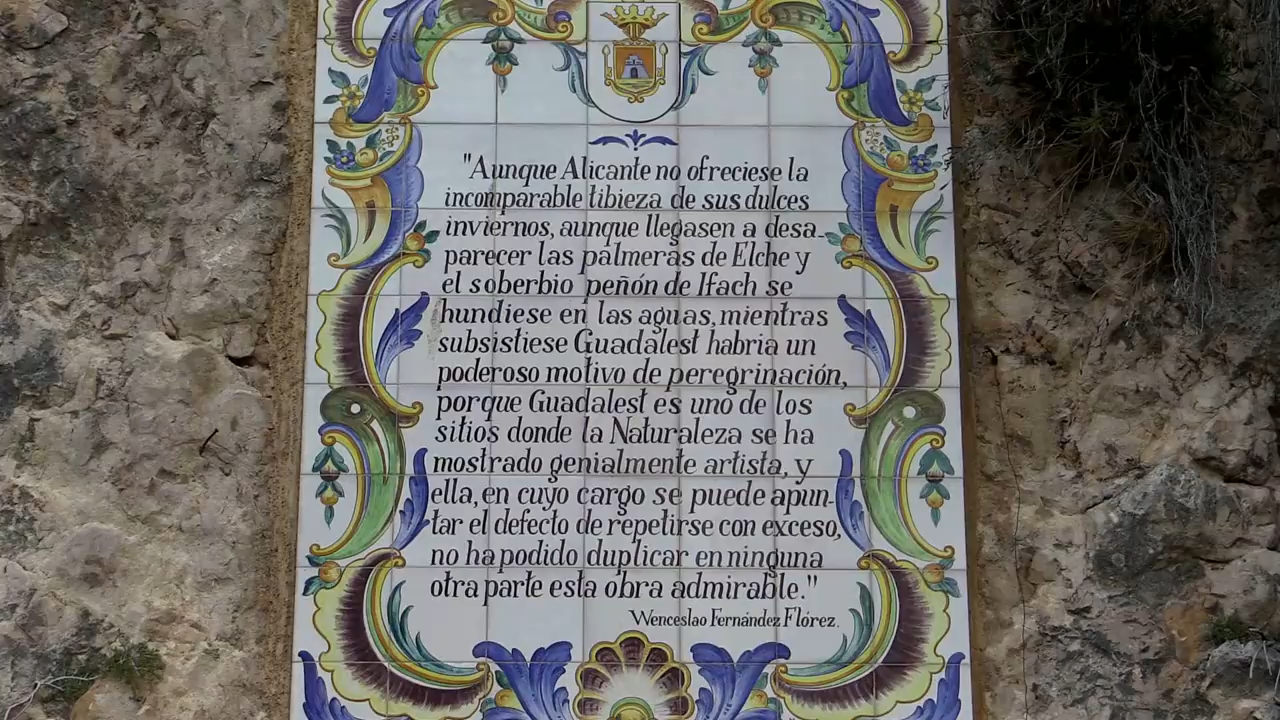 "Aunque Alicante no ofreciese la
incomparable tibieza de sus dulces
inviernos, aunque llegasen a desa-
parecer las palmeras de Elche y
el soberbio peñón de Ifach se
hundiese en las aguas, mientras
subsistiese Guadalest habria un
poderoso motivo de peregrinación,
porque Guadalest es uno de los
sitios donde la Naturaleza se ha
mostrado genialmente artista, y
ella, en cuyo cargo se puede apun-
tar el defecto de repetirse con exceso,
no ha podido duplicar en ninguna
otra parte esta obra admirable."
Wenceslao Fernández Flórez.